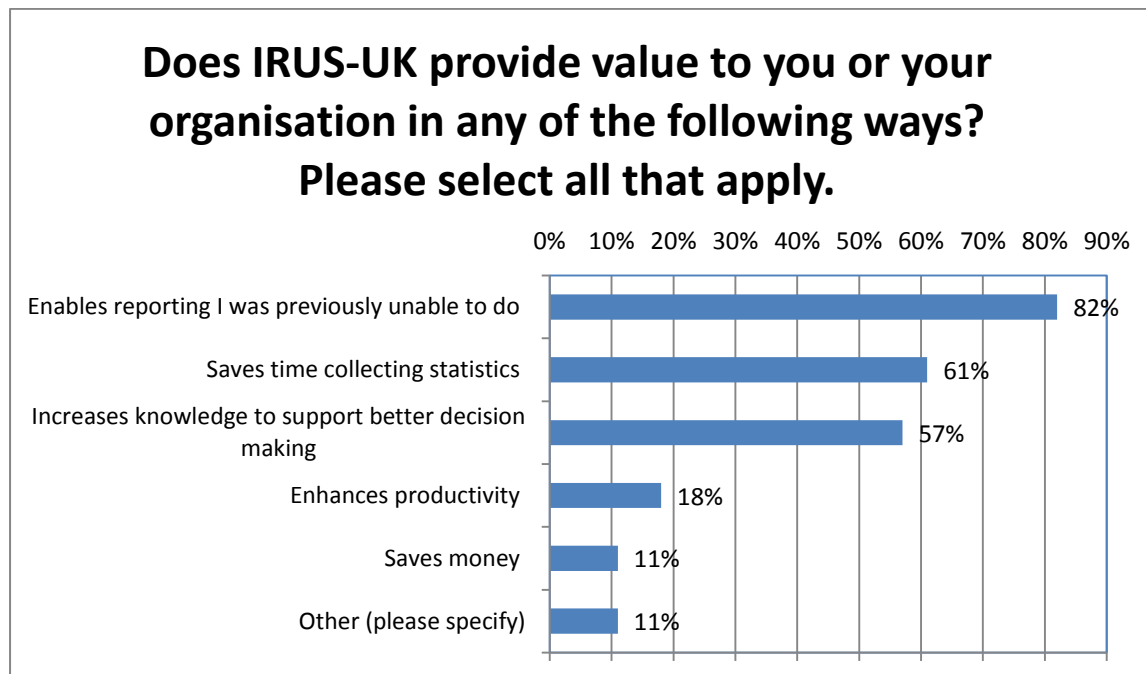 Does IRUS-UK provide value to you or your
organisation in any of the following ways?
Please select all that apply.
0% 10% 20% 30% 40% 50% 60% 70% 80% 90%
Enables reporting I was previously unable to do 82%
Saves time collecting statistics 61%
Increases knowledge to support better decision
making 57%
Enhances productivity 18%
Saves money 11%
Other (please specify) 11%